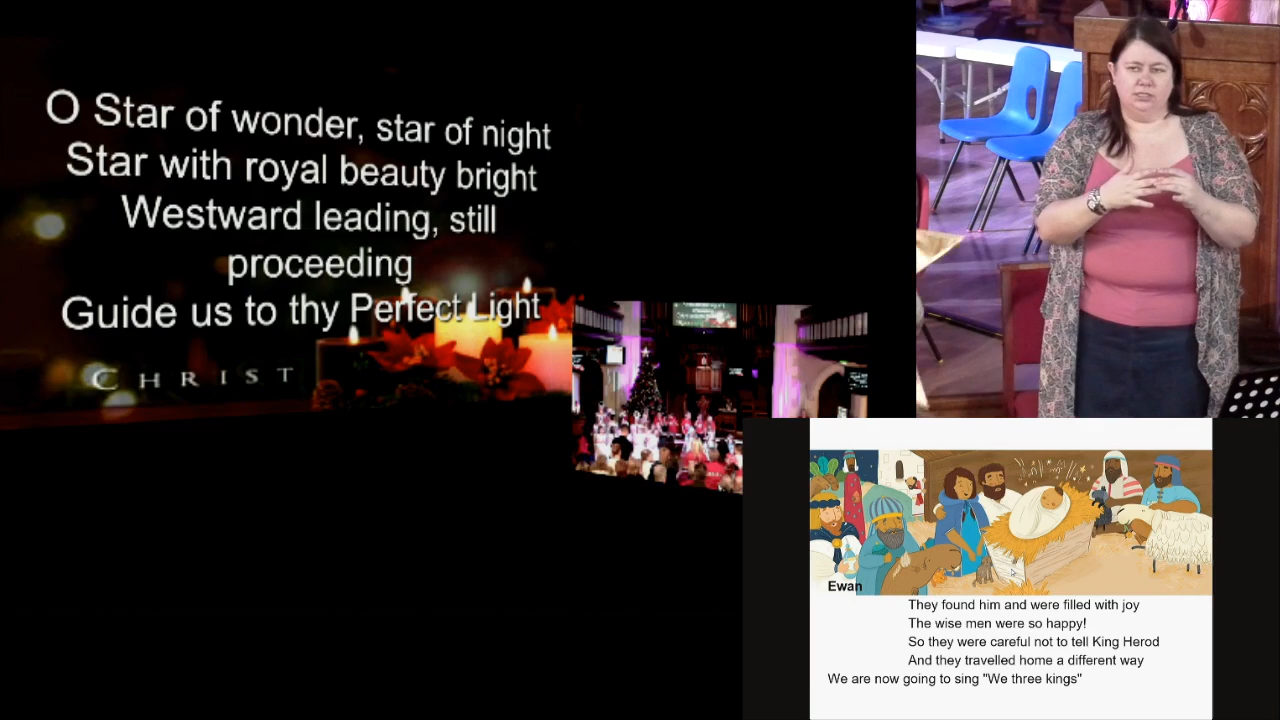 O Star of wonder, star of night
Star with royal beauty bright
Westward leading, still
proceeding
Guide us to thy Perfect Light
CHRIST
Ewan
They found him and were filled with joy
The wise men were so happy!
So they were careful not to tell King Herod
And they travelled home a different way
We are now going to sing "We three kings"